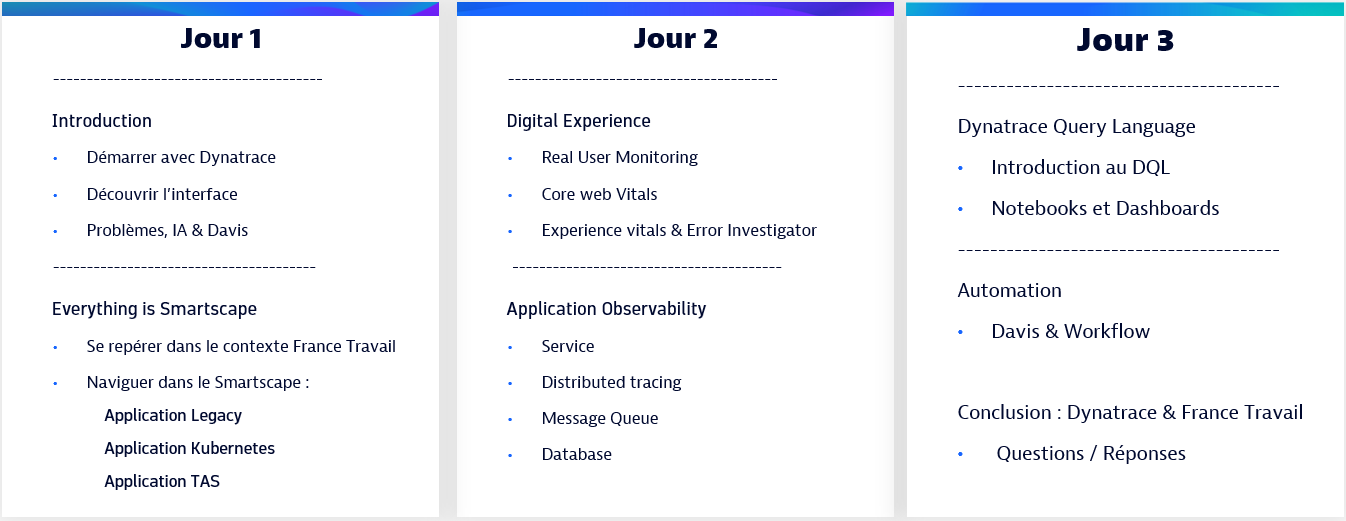 Jour 1
----------------------------------------
Introduction
• Démarrer avec Dynatrace
• Découvrir l'interface
• Problèmes, IA & Davis
---------------------------------------
Everything is Smartscape
• Se repérer dans le contexte France Travail
• Naviguer dans le Smartscape :
Application Legacy
Application Kubernetes
Application TAS
Jour 2
----------------------------------------
Digital Experience
• Real User Monitoring
• Core web Vitals
• Experience vitals & Error Investigator
----------------------------------------
Application Observability
• Service
• Distributed tracing
• Message Queue
• Database
Jour 3
----------------------------------------
Dynatrace Query Language
• Introduction au DQL
• Notebooks et Dashboards
----------------------------------------
Automation
• Davis & Workflow
Conclusion : Dynatrace & France Travail
• Questions / Réponses